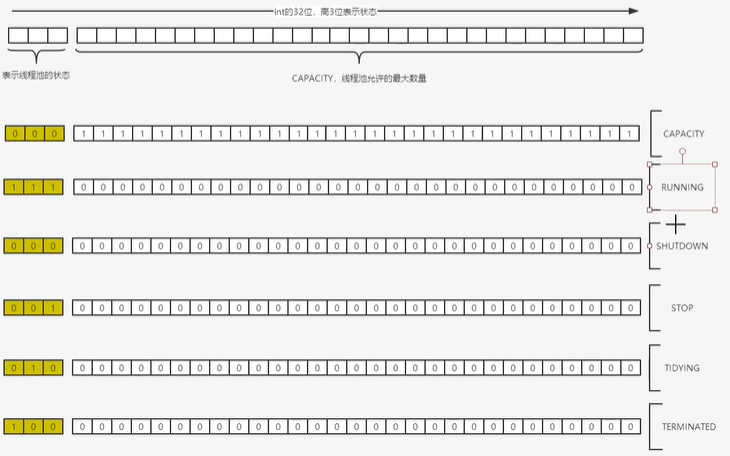 int的32位，高3位表示状态
表示线程池的状态
CAPACITY，线程池允许的最大数量
0 0 0 1 1 1 1 1 1 1 1 1 1 1 1 1 1 1 1 1 1 1 1 1 1 1 1 1 1 1 1 1 CAPACITY
1 1 1 0 0 0 0 0 0 0 0 0 0 0 0 0 0 0 0 0 0 0 0 0 0 0 0 0 0 0 0 0 RUNNING
0 0 0 0 0 0 0 0 0 0 0 0 0 0 0 0 0 0 0 0 0 0 0 0 0 0 0 0 0 0 0 0 SHUTDOWN
0 0 1 0 0 0 0 0 0 0 0 0 0 0 0 0 0 0 0 0 0 0 0 0 0 0 0 0 0 0 0 0 STOP
0 1 0 0 0 0 0 0 0 0 0 0 0 0 0 0 0 0 0 0 0 0 0 0 0 0 0 0 0 0 0 0 TIDYING
1 0 0 0 0 0 0 0 0 0 0 0 0 0 0 0 0 0 0 0 0 0 0 0 0 0 0 0 0 0 0 0 TERMINATED